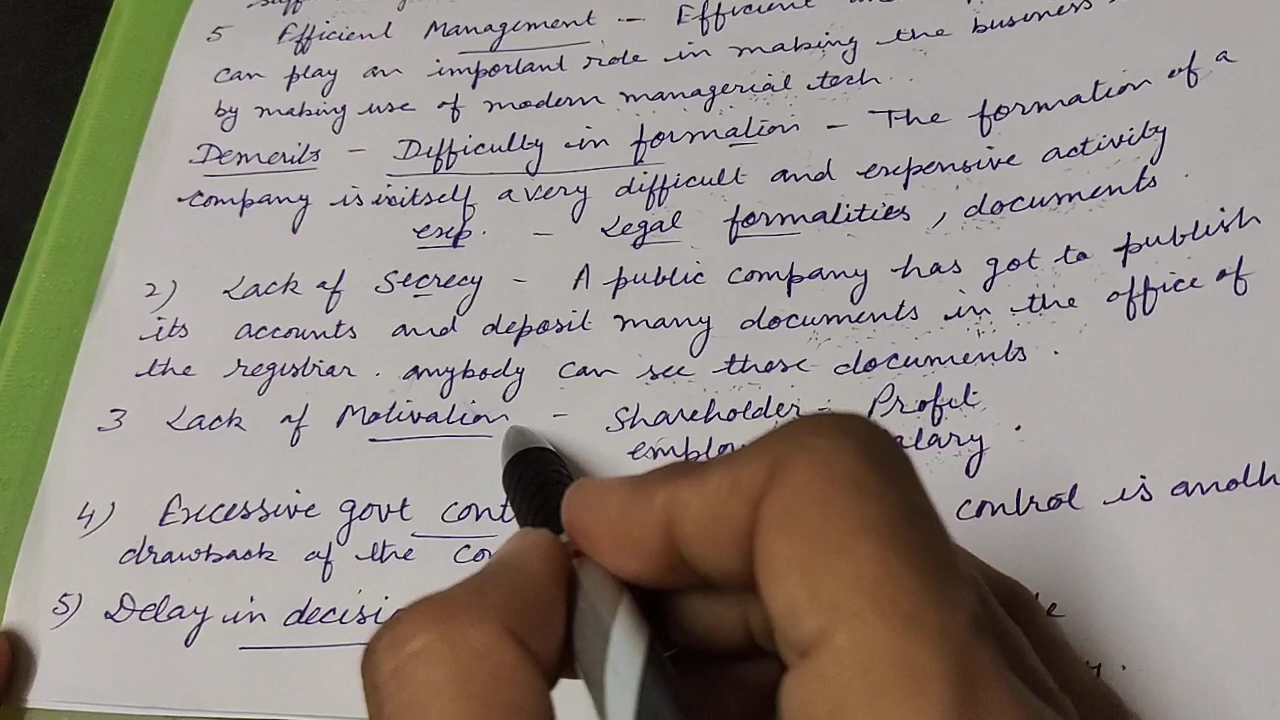 5 Efficient Management - Efficient
can play an important role in making the business
by making use of modern managerial tech.
Demerits - Difficulty in formation - The formation of a
company is in itself a very difficult and expensive activity
exp. - Legal formalities, documents.
2) Lack of Secrecy - A public company has got to publish
its accounts and deposit many documents in the office of
the registrar. anybody can see these documents.
3 Lack of Motivation - Shareholder - Profit
alary.
4) Excessive govt control is anoth
drawback of the
5) Delay in decisi